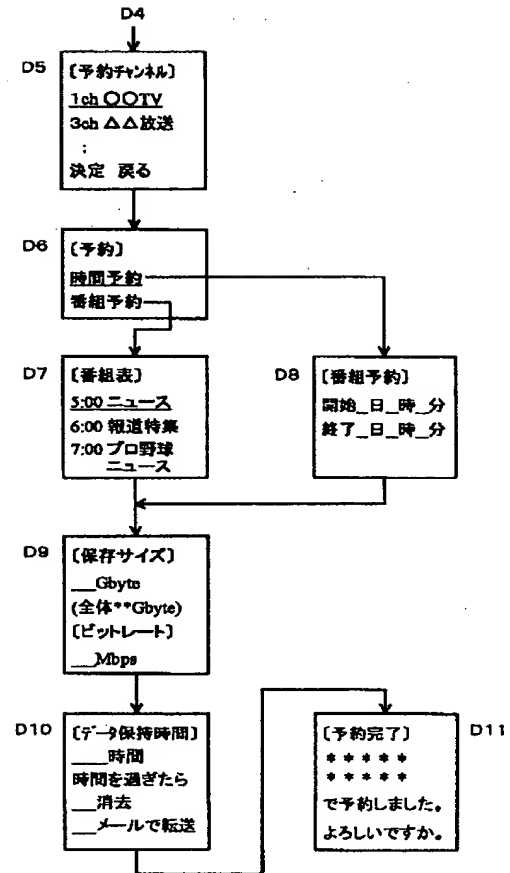 D4
D5
〔予約チャンネル〕
1ch 〇〇TV
3ch △△放送
:
決定 戻る
D6
〔予約〕
時間予約
番組予約
D7
〔番組表〕
5:00 ニュース
6:00 報道特集
7:00 プロ野球
ニュース
D8
〔番組予約〕
開始_日_時_分
終了_日_時_分
D9
〔保存サイズ〕
__Gbyte
(全体**Gbyte)
〔ビットレート〕
__Mbps
D10
〔データ保持時間〕
___時間
時間を過ぎたら
__消去
__メールで転送
D11
〔予約完了〕
* * * * *
* * * * *
で予約しました。
よろしいですか。